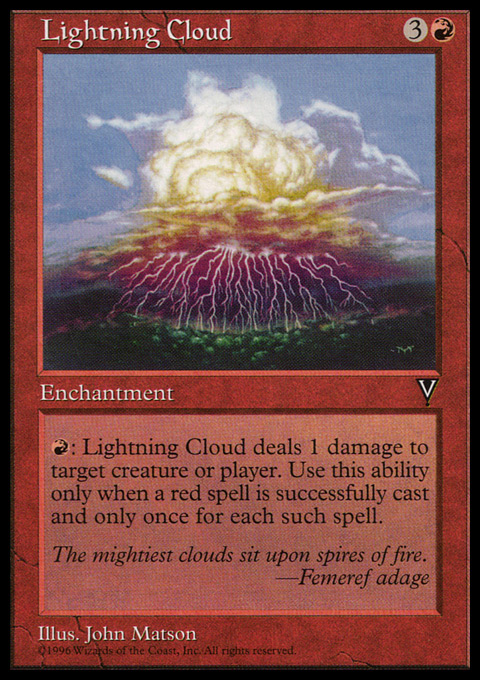 Lightning Cloud 3
Enchantment
: Lightning Cloud deals 1 damage to
target creature or player. Use this ability
only when a red spell is successfully cast
and only once for each such spell.
The mightiest clouds sit upon spires of fire.
—Femeref adage
Illus. John Matson
©1996 Wizards of the Coast, Inc. All rights reserved.